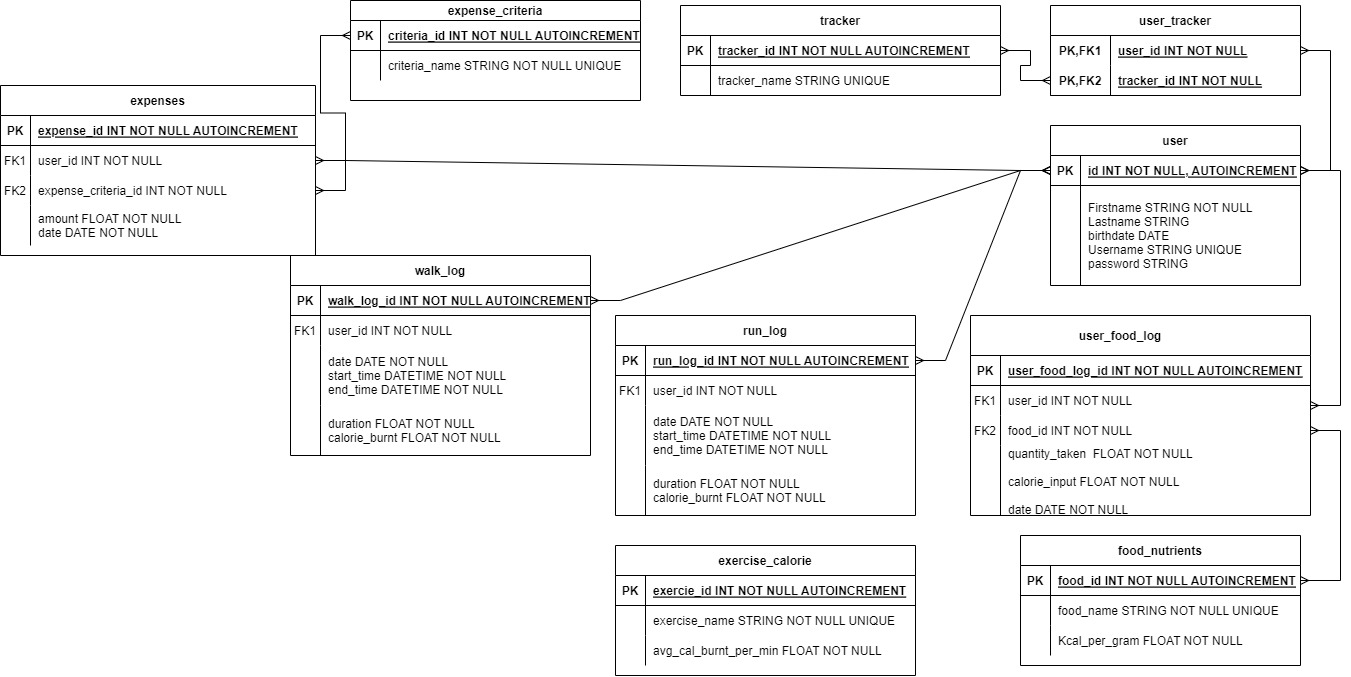 expense_criteria
PK criteria_id INT NOT NULL AUTOINCREMENT
criteria_name STRING NOT NULL UNIQUE
tracker
PK tracker_id INT NOT NULL AUTOINCREMENT
tracker_name STRING UNIQUE
user_tracker
PK,FK1 user_id INT NOT NULL
PK,FK2 tracker_id INT NOT NULL
expenses
PK expense_id INT NOT NULL AUTOINCREMENT
FK1 user_id INT NOT NULL
FK2 expense_criteria_id INT NOT NULL
amount FLOAT NOT NULL
date DATE NOT NULL
user
PK id INT NOT NULL, AUTOINCREMENT
Firstname STRING NOT NULL
Lastname STRING
birthdate DATE
Username STRING UNIQUE
password STRING
walk_log
PK walk_log_id INT NOT NULL AUTOINCREMENT
FK1 user_id INT NOT NULL
date DATE NOT NULL
start_time DATETIME NOT NULL
end_time DATETIME NOT NULL
duration FLOAT NOT NULL
calorie_burnt FLOAT NOT NULL
run_log
PK run_log_id INT NOT NULL AUTOINCREMENT
FK1 user_id INT NOT NULL
date DATE NOT NULL
start_time DATETIME NOT NULL
end_time DATETIME NOT NULL
duration FLOAT NOT NULL
calorie_burnt FLOAT NOT NULL
user_food_log
PK user_food_log_id INT NOT NULL AUTOINCREMENT
FK1 user_id INT NOT NULL
FK2 food_id INT NOT NULL
quantity_taken FLOAT NOT NULL
calorie_input FLOAT NOT NULL
date DATE NOT NULL
exercise_calorie
PK exercie_id INT NOT NULL AUTOINCREMENT
exercise_name STRING NOT NULL UNIQUE
avg_cal_burnt_per_min FLOAT NOT NULL
food_nutrients
PK food_id INT NOT NULL AUTOINCREMENT
food_name STRING NOT NULL UNIQUE
Kcal_per_gram FLOAT NOT NULL